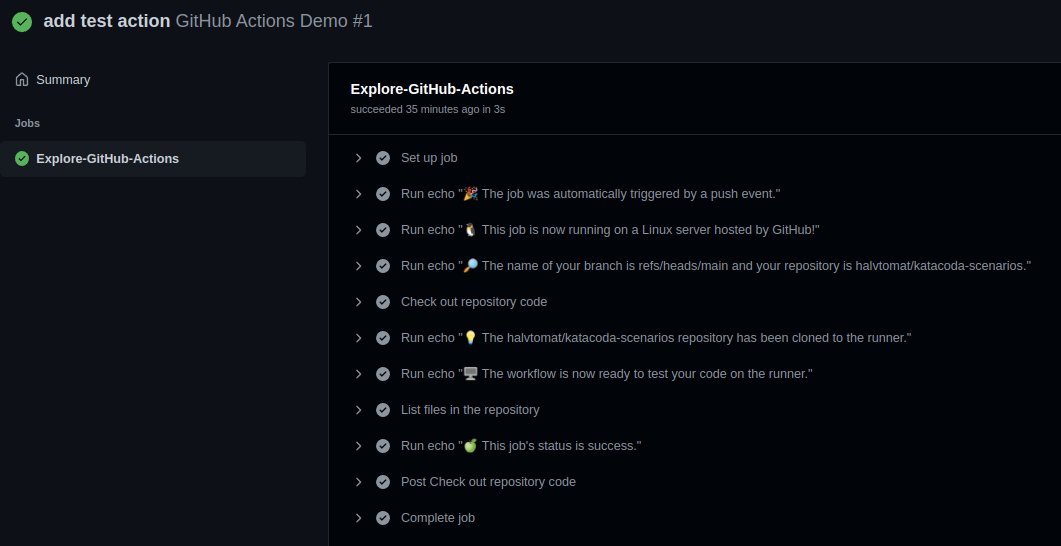 add test action GitHub Actions Demo #1
Summary
Jobs
Explore-GitHub-Actions
Explore-GitHub-Actions
succeeded 35 minutes ago in 3s
Set up job
Run echo "🎉 The job was automatically triggered by a push event."
Run echo "🐧 This job is now running on a Linux server hosted by GitHub!"
Run echo "🔎 The name of your branch is refs/heads/main and your repository is halvtomat/katacoda-scenarios."
Check out repository code
Run echo "💡 The halvtomat/katacoda-scenarios repository has been cloned to the runner."
Run echo "🖥️ The workflow is now ready to test your code on the runner."
List files in the repository
Run echo "🍏 This job's status is success."
Post Check out repository code
Complete job